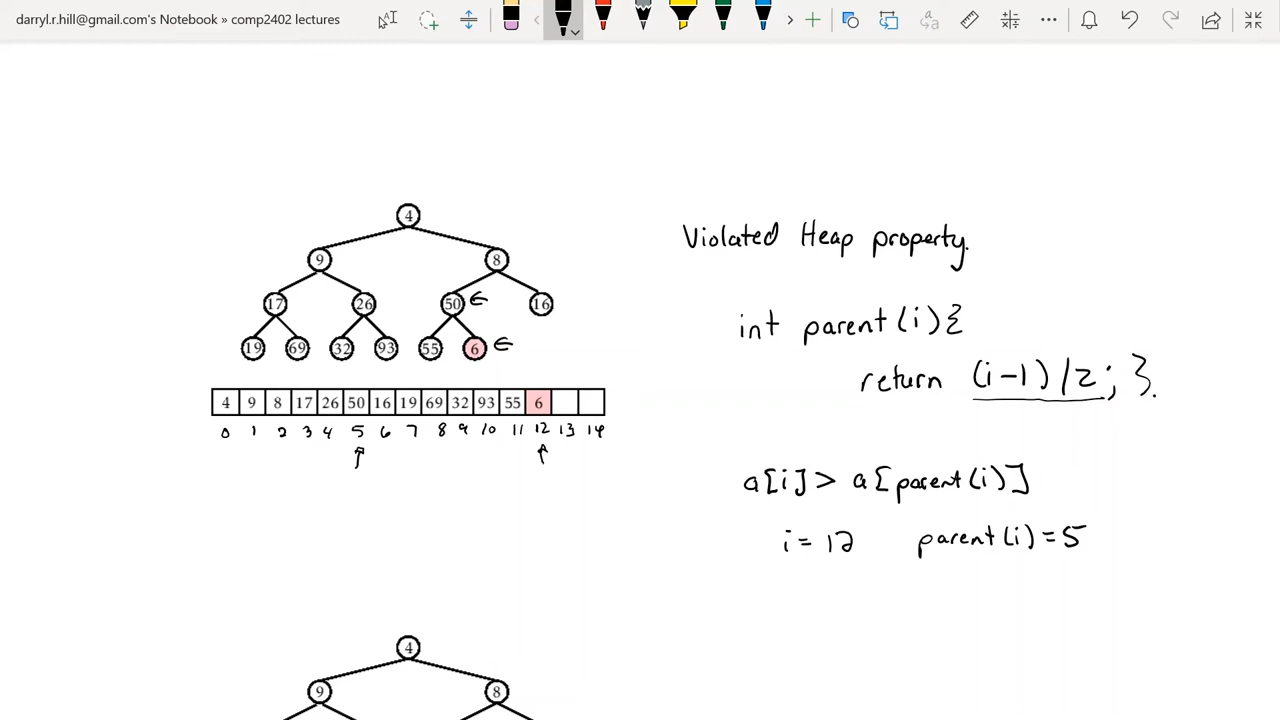 darryl.r.hill@gmail.com's Notebook » comp2402 lectures
4
9 8
17 26 50 ∈ 16
19 69 32 93 55 6 ∈
4 9 8 17 26 50 16 19 69 32 93 55 6
0 1 2 3 4 5 6 7 8 9 10 11 12 13 14
↑ ↑
Violated Heap property.
int parent(i){
return (i-1)/2; }.
a[i] > a[parent(i)]
i = 12 parent(i) = 5
4
9 8